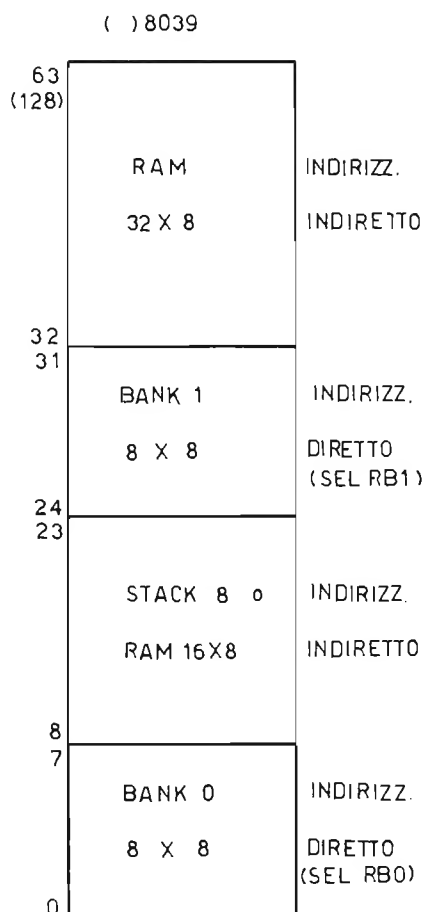 ( ) 8039
63
(128)
RAM INDIRIZZ.
32 X 8 INDIRETTO
32
31
BANK 1 INDIRIZZ.
8 X 8 DIRETTO
(SEL RB1)
24
23
STACK 8 o INDIRIZZ.
RAM 16X8 INDIRETTO
8
7
BANK 0 INDIRIZZ.
8 X 8 DIRETTO
(SEL RB0)
0